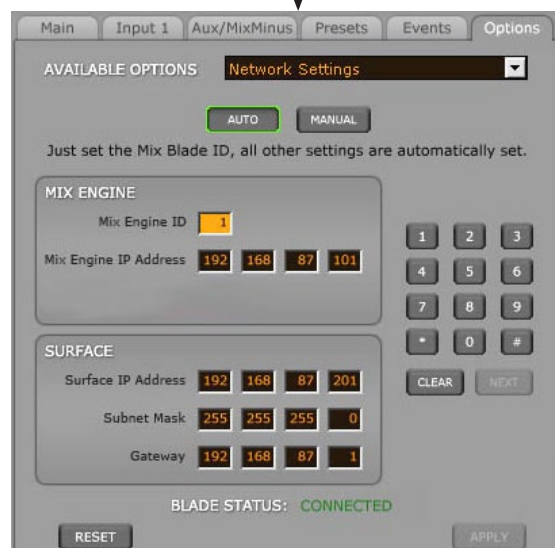 Main Input 1 Aux/MixMinus Presets Events Options
AVAILABLE OPTIONS Network Settings
AUTO MANUAL
Just set the Mix Blade ID, all other settings are automatically set.
MIX ENGINE
Mix Engine ID 1
Mix Engine IP Address 192 168 87 101
1 2 3
4 5 6
7 8 9
* 0 #
CLEAR NEXT
SURFACE
Surface IP Address 192 168 87 201
Subnet Mask 255 255 255 0
Gateway 192 168 87 1
BLADE STATUS: CONNECTED
RESET APPLY